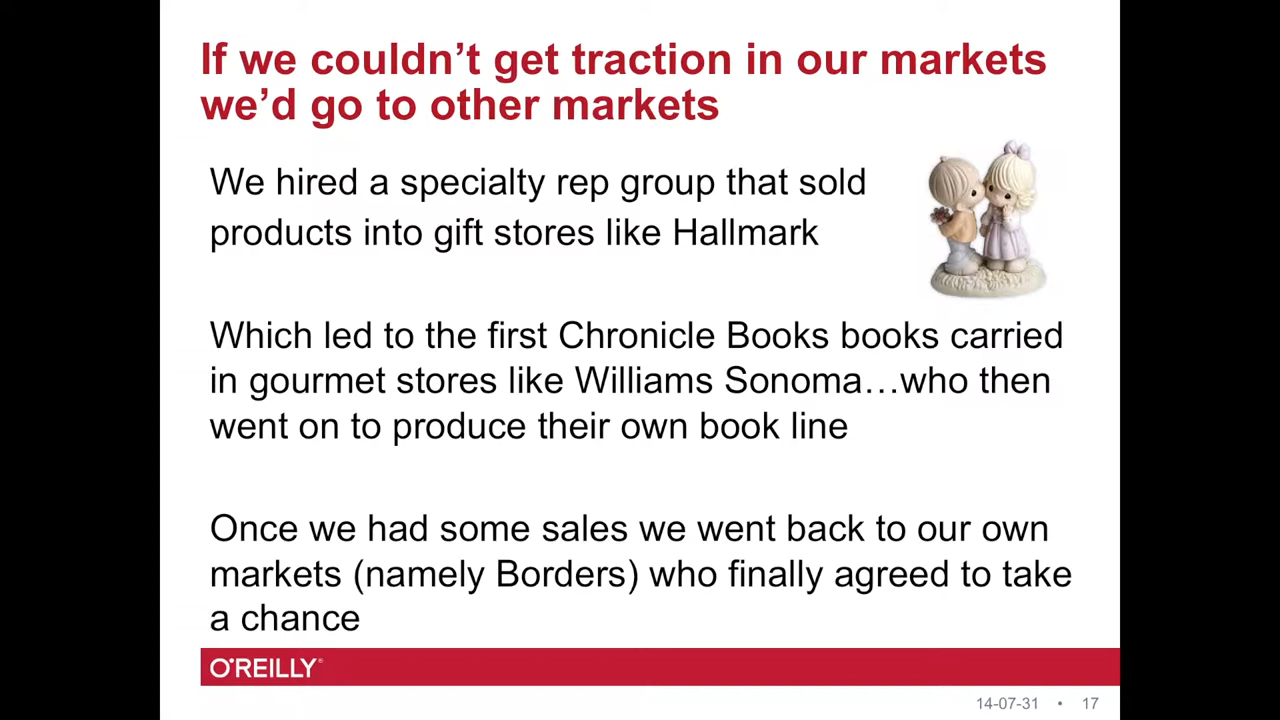 If we couldn’t get traction in our markets
we’d go to other markets
We hired a specialty rep group that sold
products into gift stores like Hallmark
Which led to the first Chronicle Books books carried
in gourmet stores like Williams Sonoma…who then
went on to produce their own book line
Once we had some sales we went back to our own
markets (namely Borders) who finally agreed to take
a chance
O'REILLY®
14-07-31 • 17